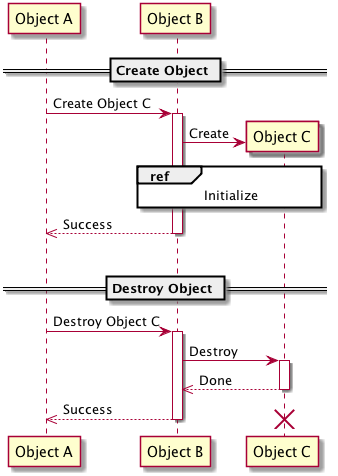 Object A
Object B
Create Object
Create Object C
Create
Object C
ref
Initialize
Success
Destroy Object
Destroy Object C
Destroy
Done
Success
Object A
Object B
Object C